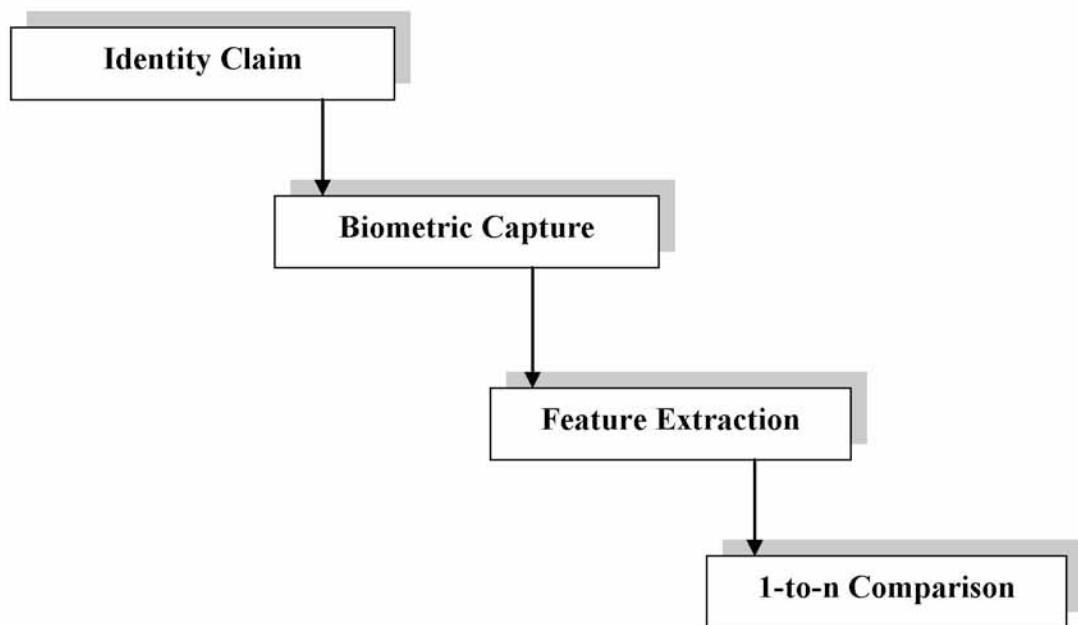 Identity Claim
Biometric Capture
Feature Extraction
1-to-n Comparison